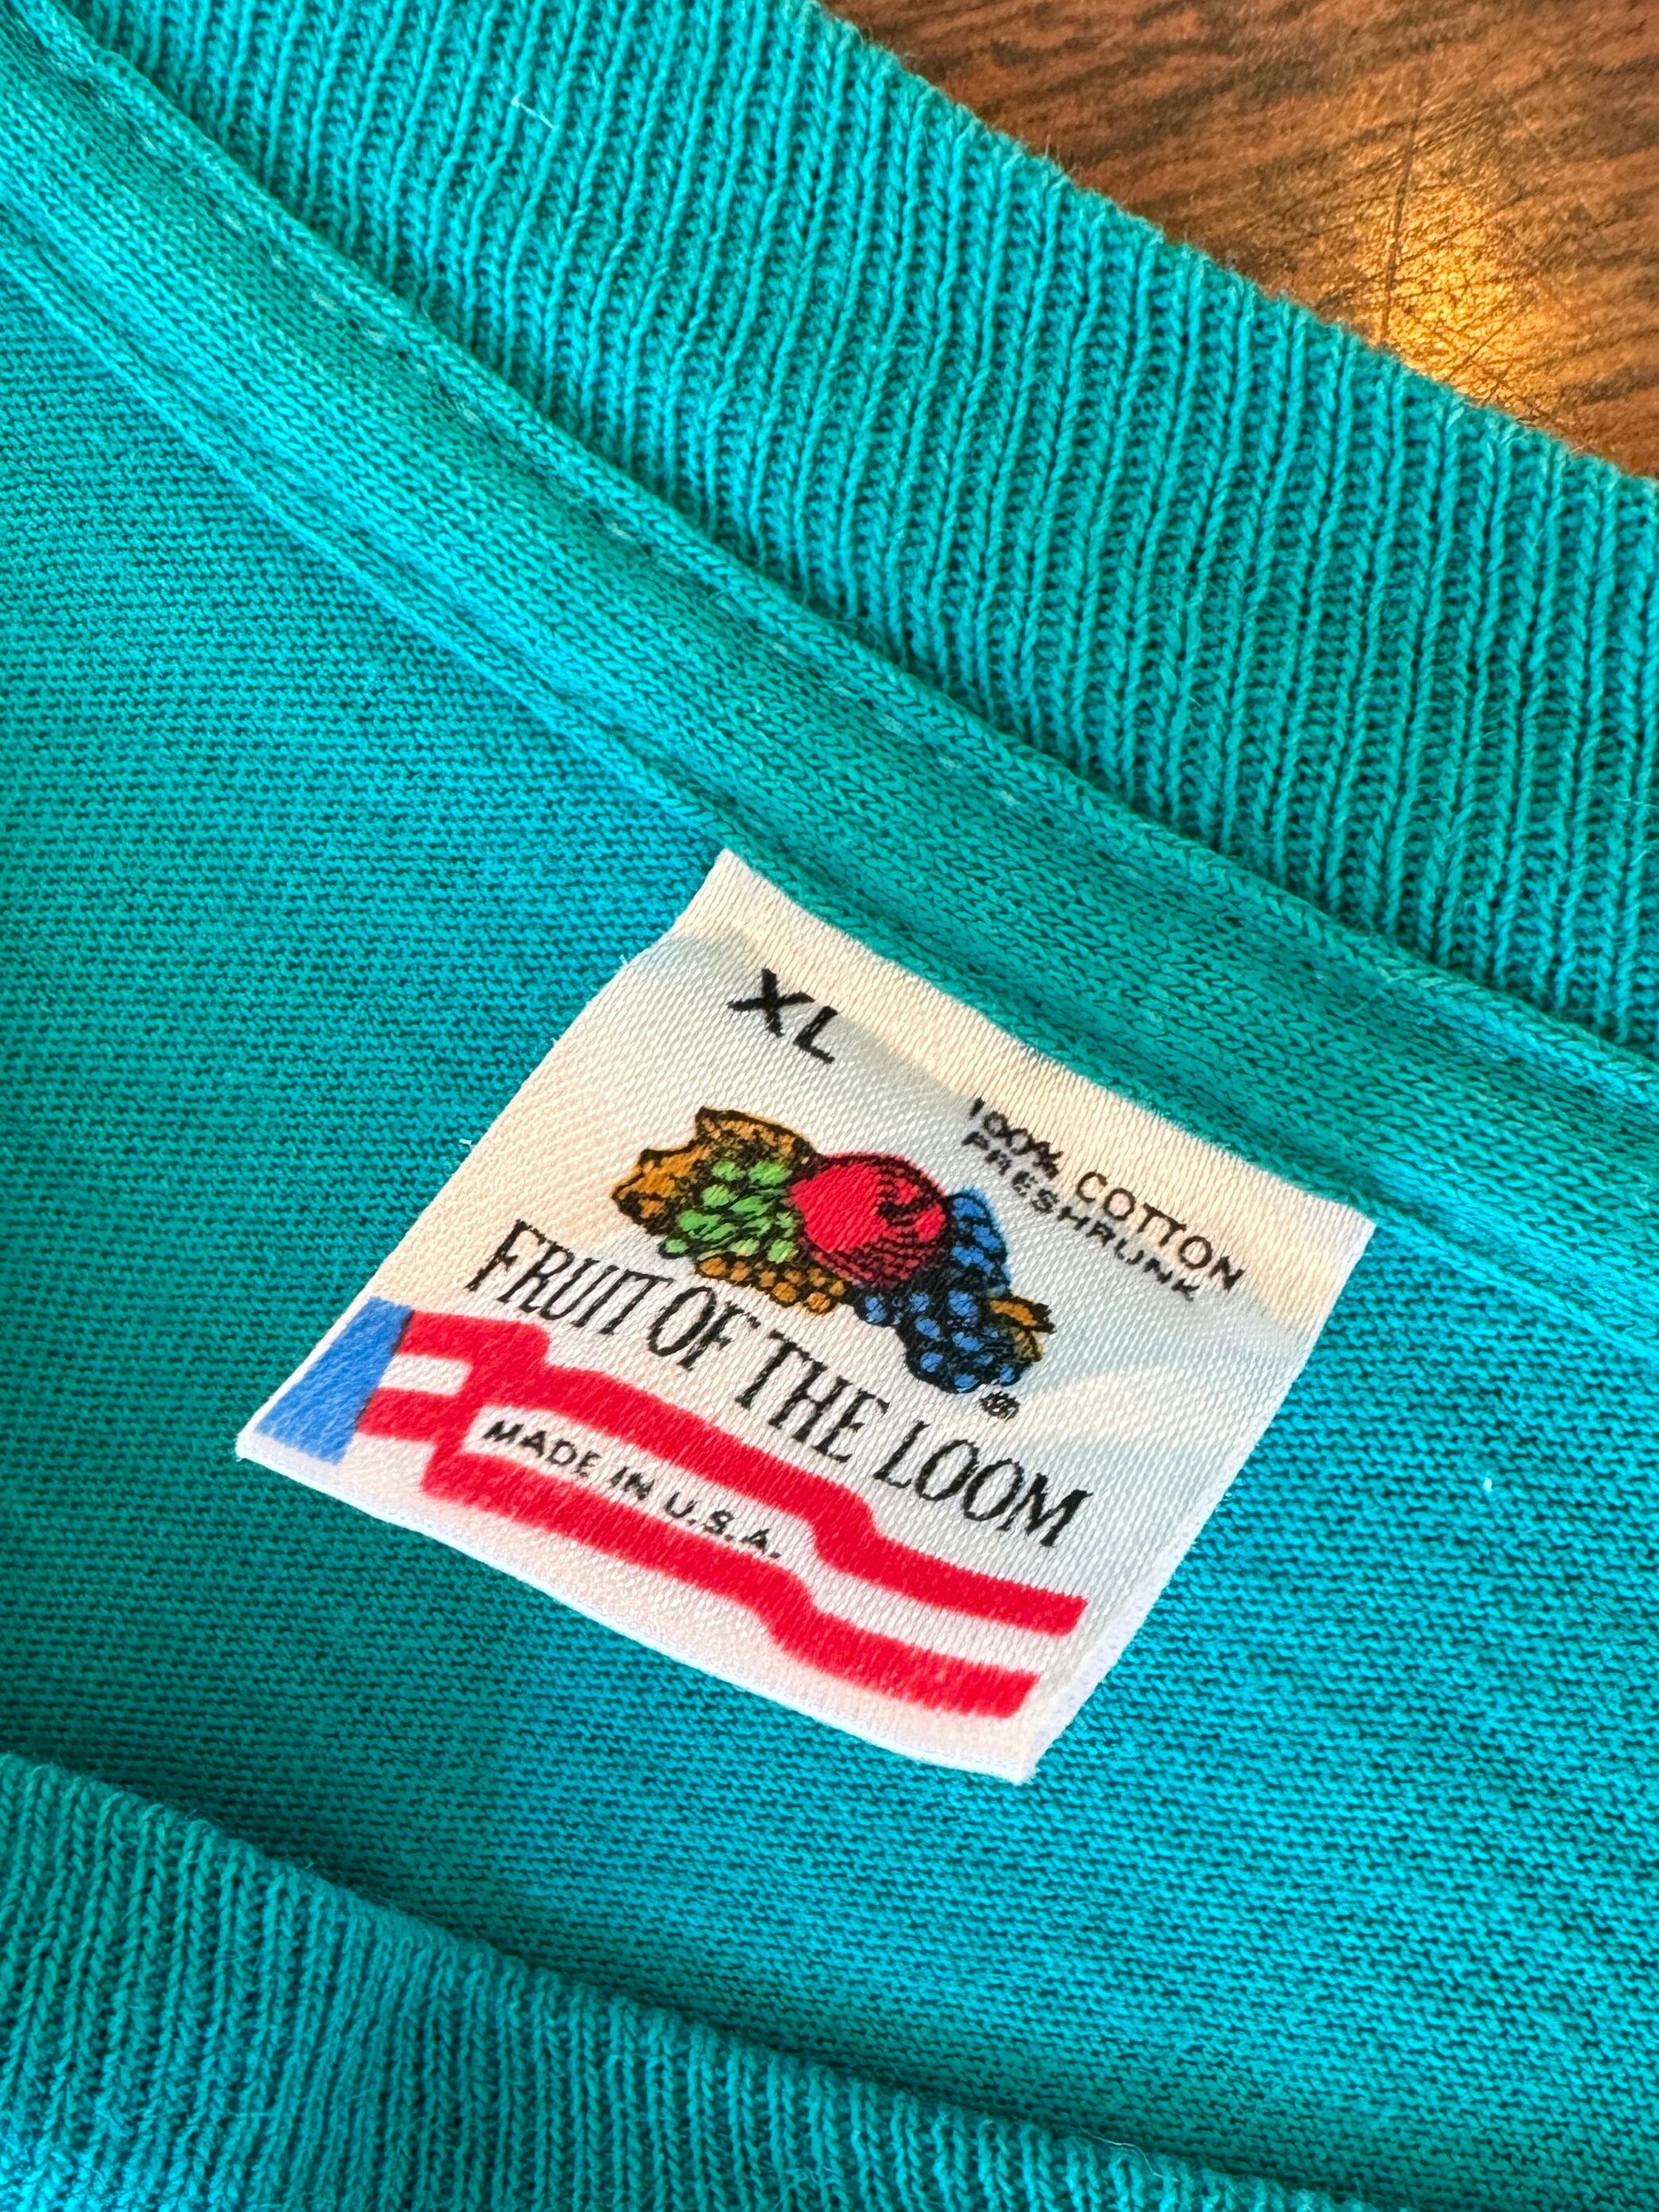 XL
100% COTTON
PRESHRUNK
FRUIT OF THE LOOM
MADE IN U.S.A.